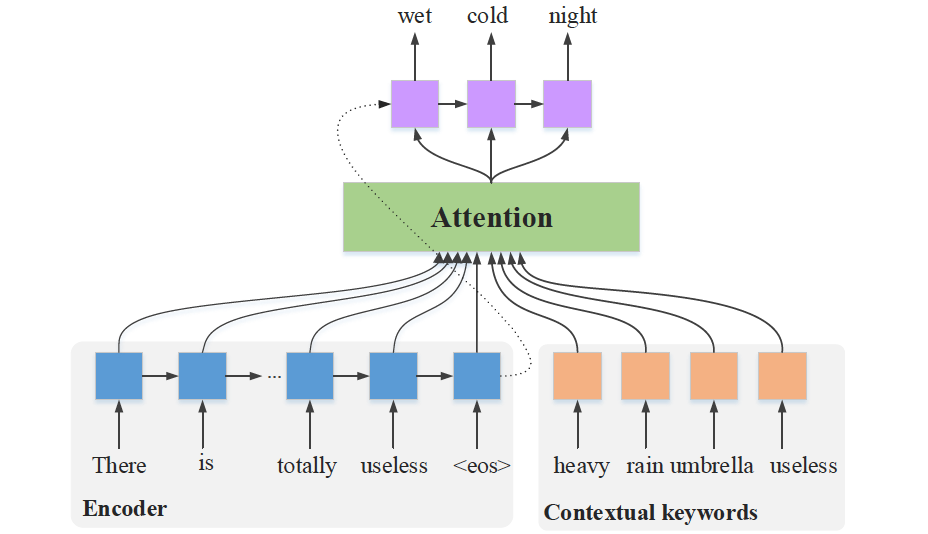 wet cold night
Attention
...
There is totally useless <eos> heavy rain umbrella useless
Encoder
Contextual keywords